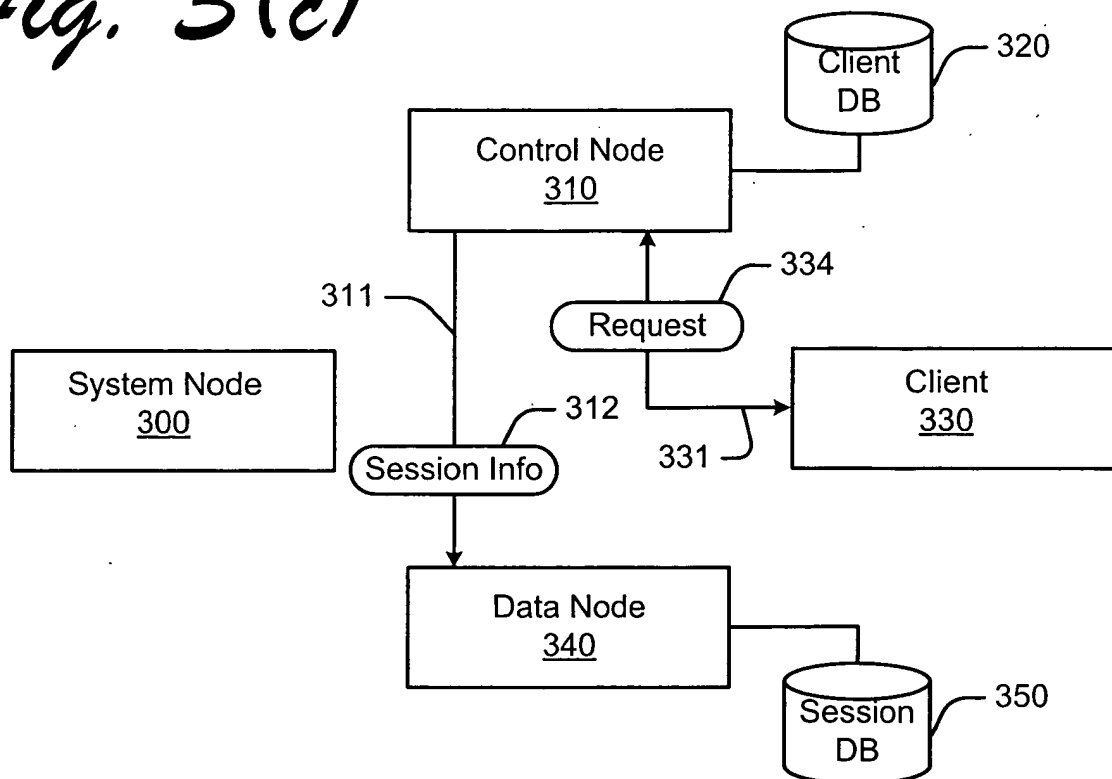 Fig. 3(c)
Client
DB
320
Control Node
310
334
311
Request
System Node
300
Client
330
312
331
Session Info
Data Node
340
Session
DB
350